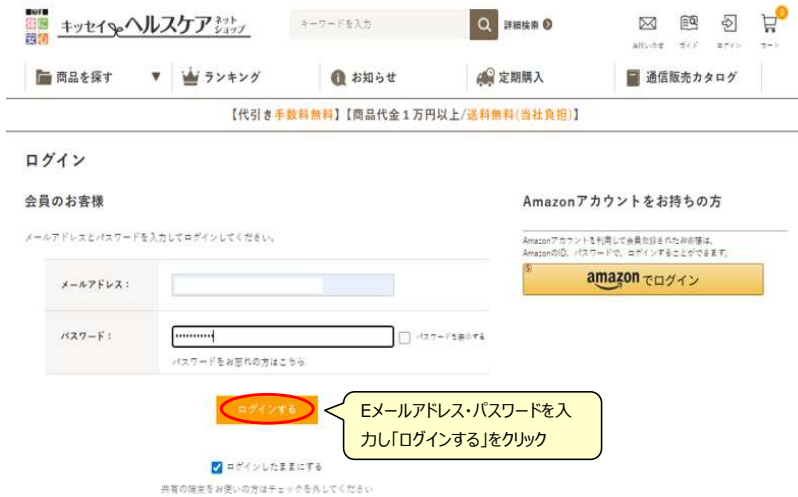 キッセイ ヘルスケア ネットショップ
キーワードを入力
詳細検索
お問い合わせ ガイド ログイン カート
0
商品を探す ▼ ランキング お知らせ 定期購入 通信販売カタログ
【代引き手数料無料】【商品代金1万円以上/送料無料(当社負担)】
ログイン
会員のお客様
メールアドレスとパスワードを入力してログインしてください。
メールアドレス：
パスワード：
パスワードを表示する
パスワードをお忘れの方はこちら
ログインする
Eメールアドレス・パスワードを入
力し「ログインする」をクリック
ログインしたままにする
共有の端末をお使いの方はチェックを外してください
Amazonアカウントをお持ちの方
Amazonアカウントを利用して会員登録されたお客様は、
AmazonのID、パスワードで、ログインすることができます。
amazon でログイン